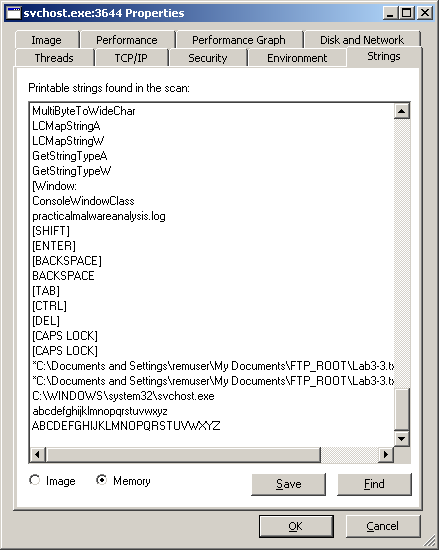 svchost.exe:3644 Properties
Image Performance Performance Graph Disk and Network
Threads TCP/IP Security Environment Strings
Printable strings found in the scan:
MultiByteToWideChar
LCMapStringA
LCMapStringW
GetStringTypeA
GetStringTypeW
[Window:
ConsoleWindowClass
practicalmalwareanalysis.log
[SHIFT]
[ENTER]
[BACKSPACE]
BACKSPACE
[TAB]
[CTRL]
[DEL]
[CAPS LOCK]
[CAPS LOCK]
"C:\Documents and Settings\remuser\My Documents\FTP_ROOT\Lab3-3.tx
"C:\Documents and Settings\remuser\My Documents\FTP_ROOT\Lab3-3.tx
C:\WINDOWS\system32\svchost.exe
abcdefghijklmnopqrstuvwxyz
ABCDEFGHIJKLMNOPQRSTUVWXYZ
Image Memory Save Find
OK Cancel